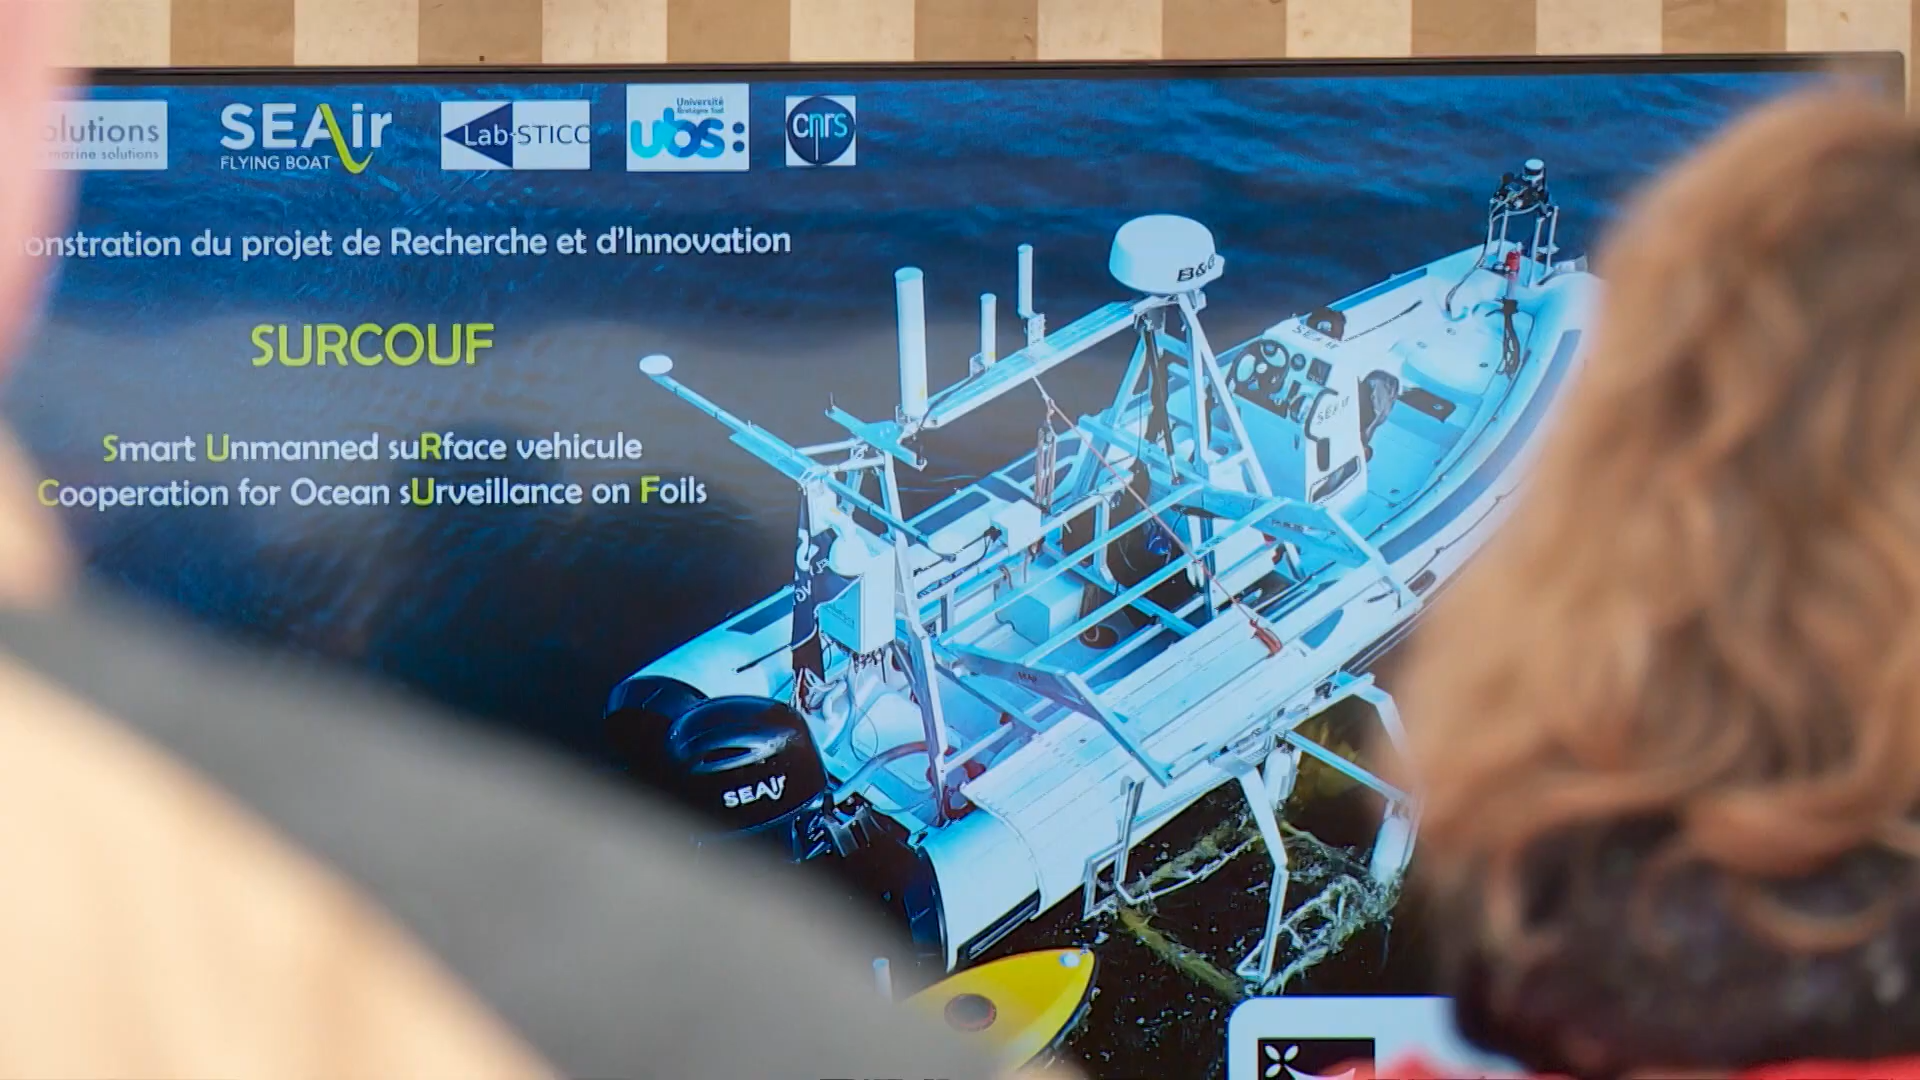 olutions
marine solutions
SEAir
FLYING BOAT
Lab-STICC
Université
Bretagne Sud
ubs:
cnrs
onstration du projet de Recherche et d'Innovation
SURCOUF
Smart Unmanned suRface vehicule
Cooperation for Ocean sUrveillance on Foils
B&G
SEAir
SEAir
SEAir